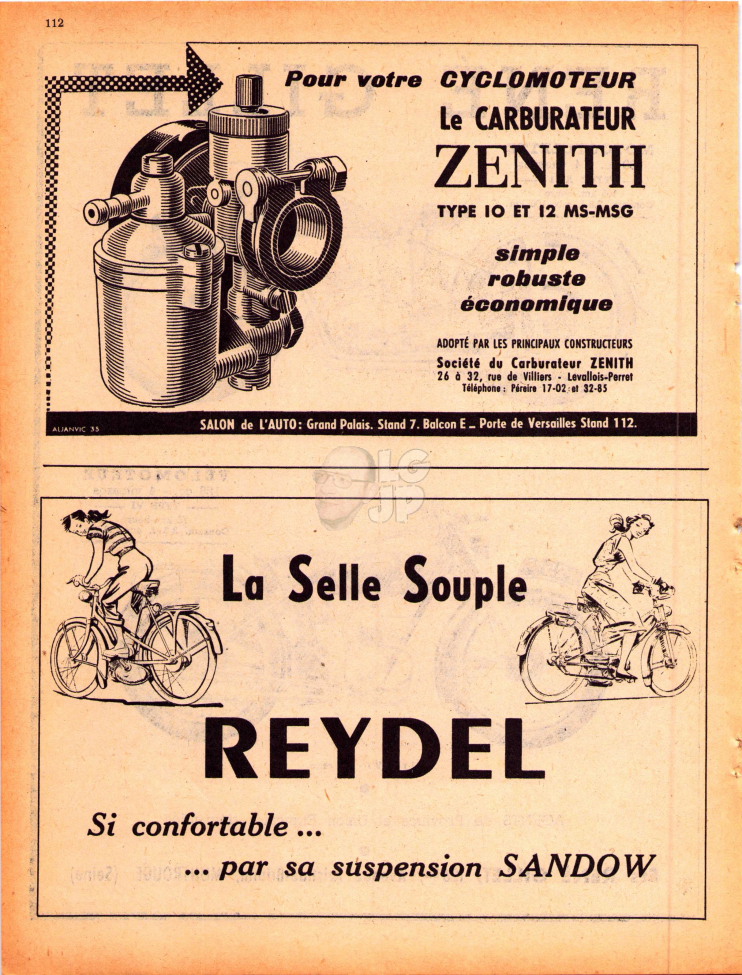 112
Pour votre CYCLOMOTEUR
Le CARBURATEUR
ZENITH
TYPE 10 ET 12 MS-MSG
simple
robuste
économique
ADOPTÉ PAR LES PRINCIPAUX CONSTRUCTEURS
Société du Carburateur ZENITH
26 à 32, rue de Villiers - Levallois-Perret
Téléphone : Péreire 17-02 et 32-85
ALJANVIC 35
SALON de L'AUTO : Grand Palais. Stand 7. Balcon E _ Porte de Versailles Stand 112.
LG
JP
La Selle Souple
REYDEL
Si confortable ...
... par sa suspension SANDOW